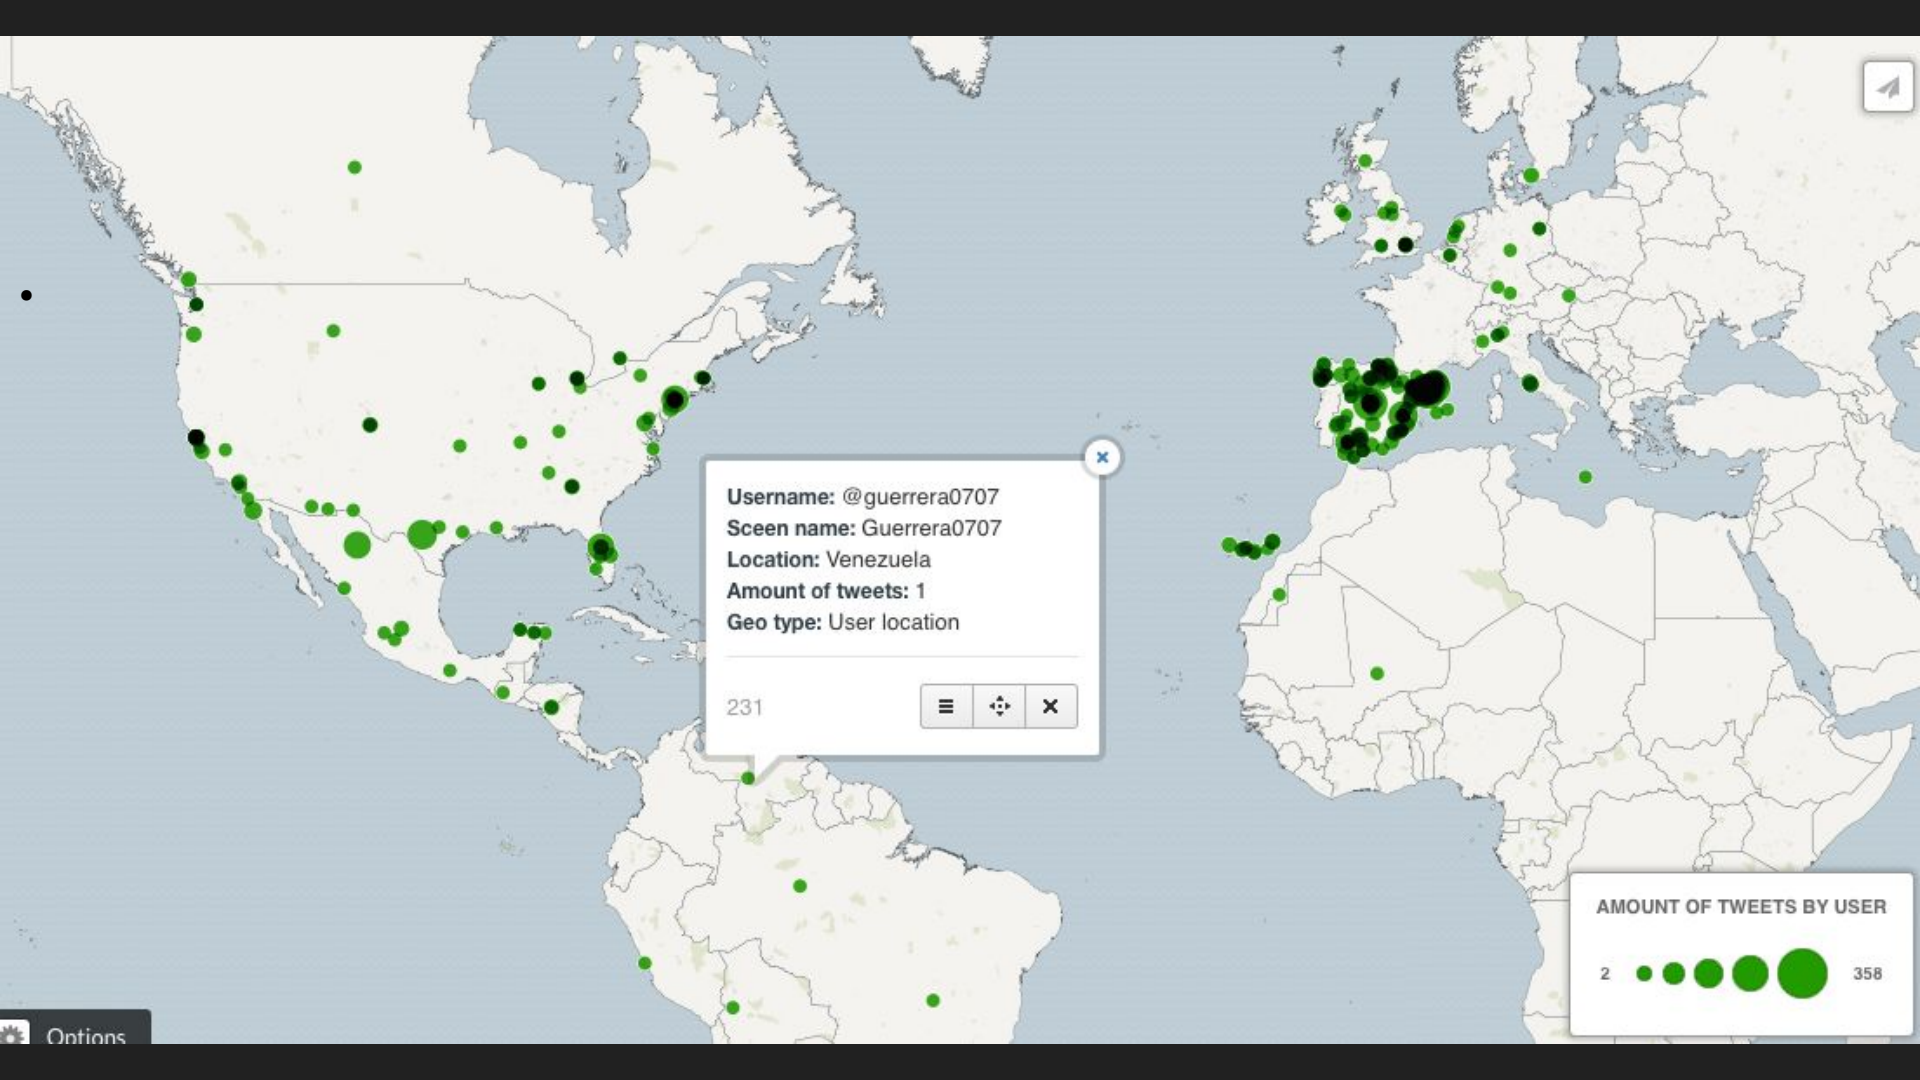 Username: @guerrera0707
Sceen name: Guerrera0707
Location: Venezuela
Amount of tweets: 1
Geo type: User location
231
AMOUNT OF TWEETS BY USER
2 358
Options